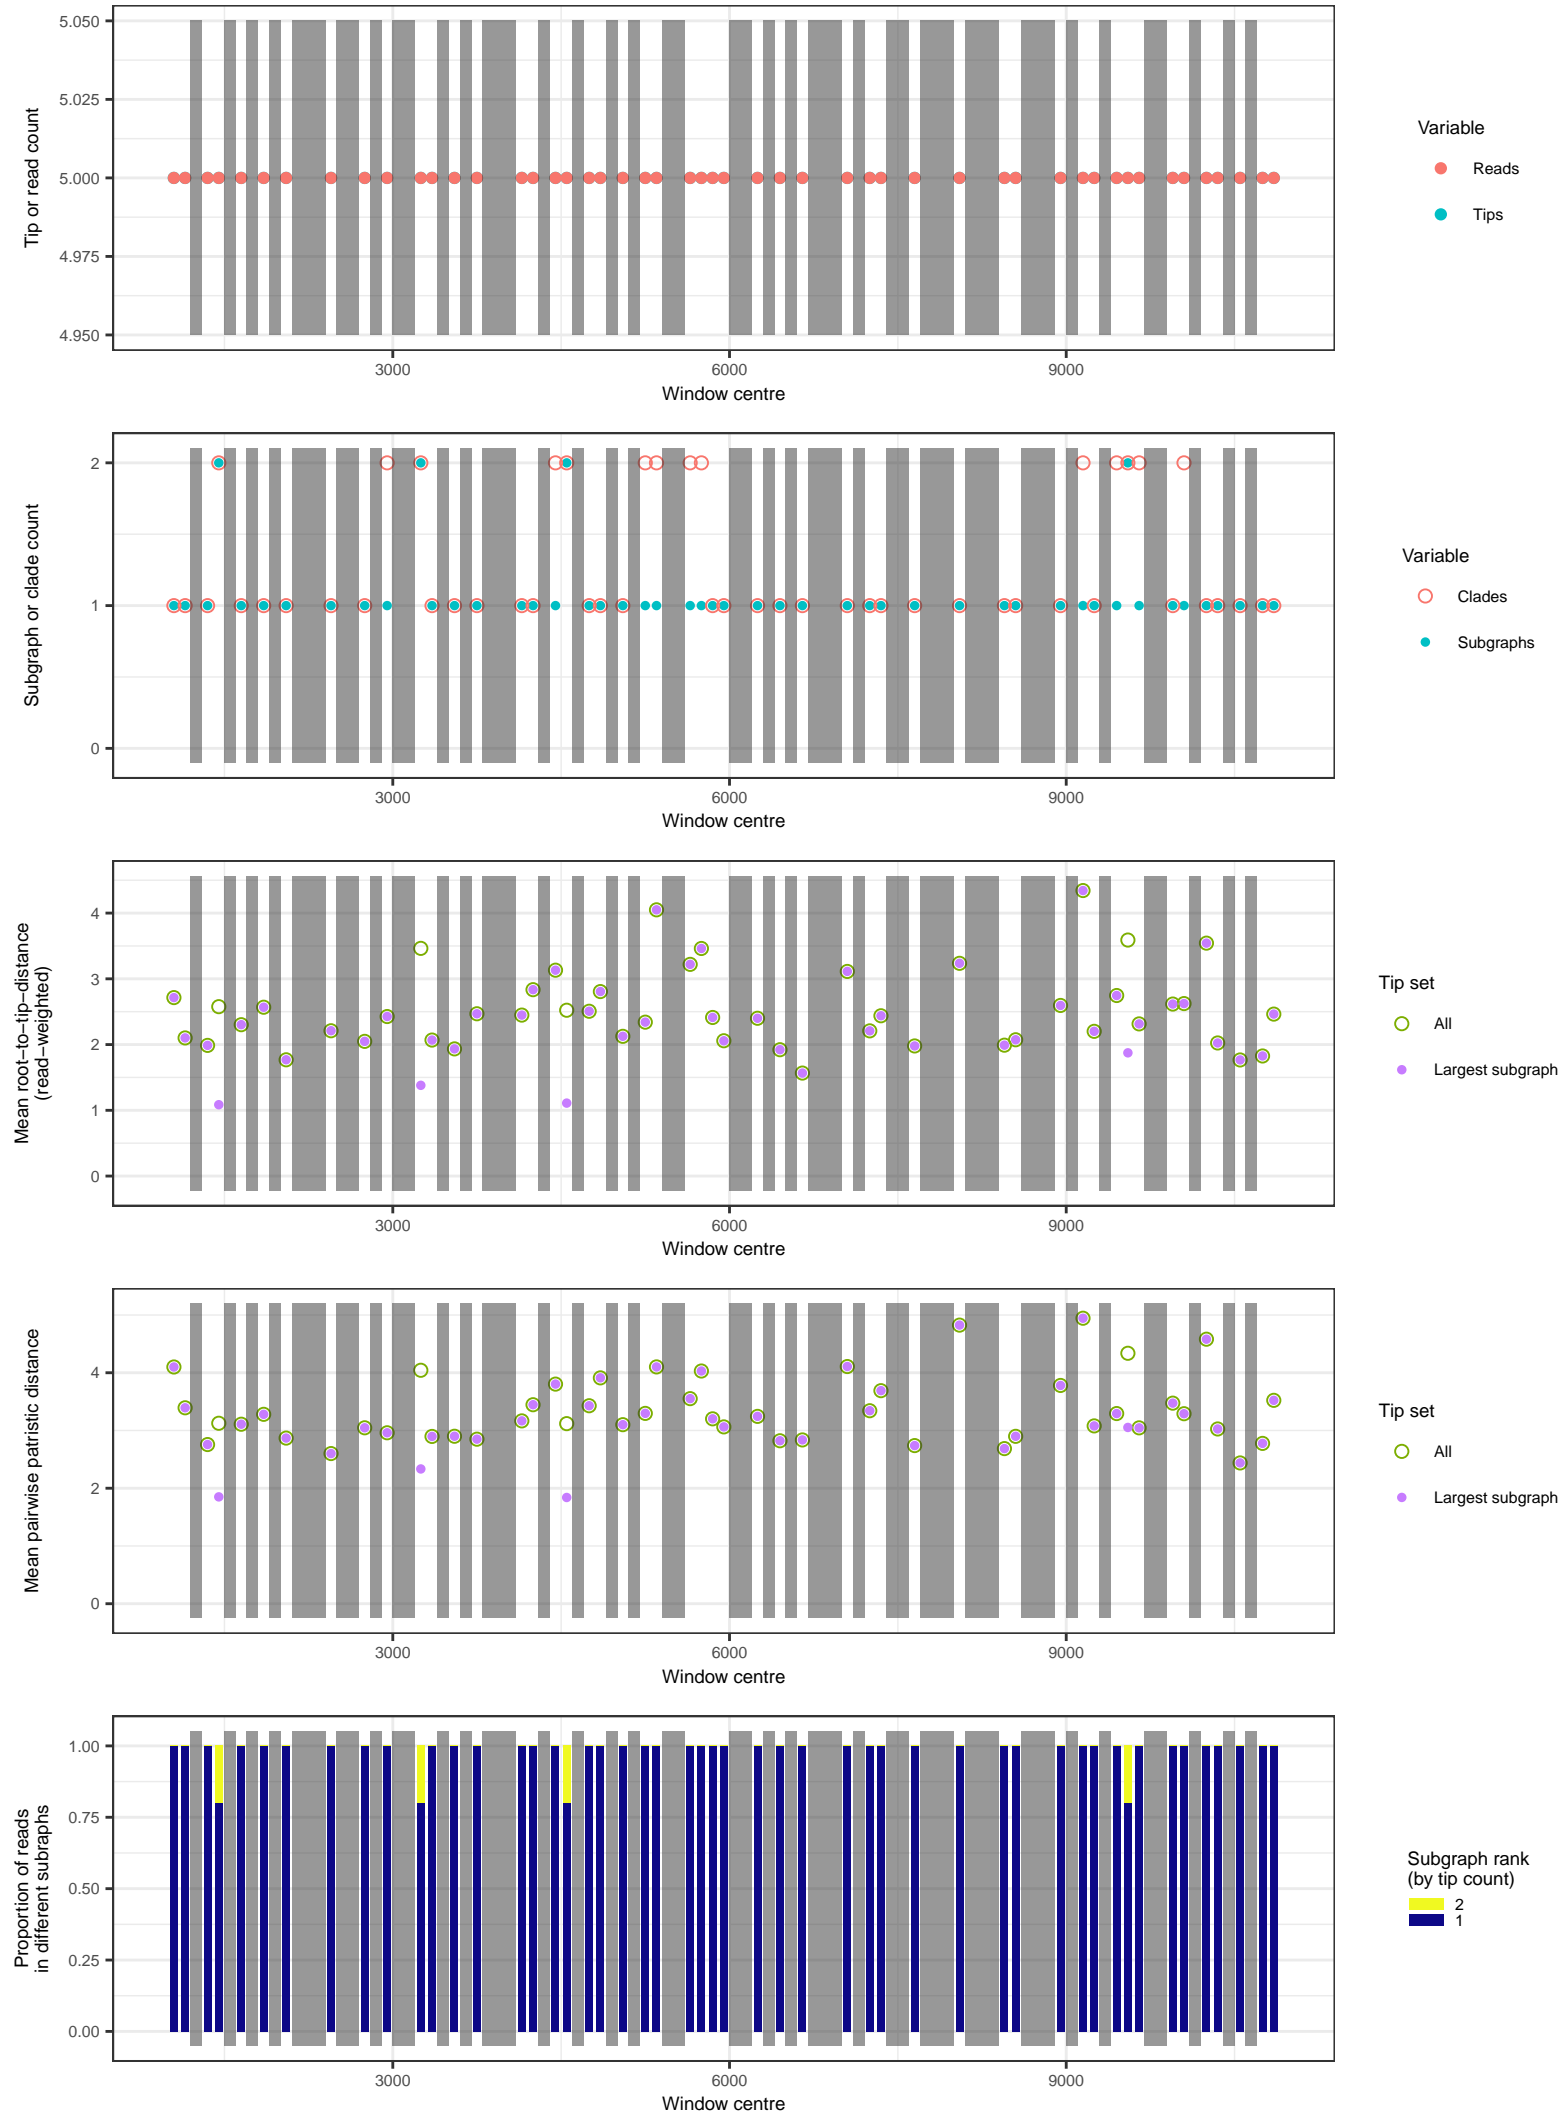 5.050
5.025
5.000
4.975
4.950
Tip or read count
3000
6000
9000
Window centre
Variable
Reads
Tips
2
1
0
Subgraph or clade count
3000
6000
9000
Window centre
Variable
Clades
Subgraphs
4
3
2
1
0
Mean root−to−tip−distance
(read−weighted)
3000
6000
9000
Window centre
Tip set
All
Largest subgraph
4
2
0
Mean pairwise patristic distance
3000
6000
9000
Window centre
Tip set
All
Largest subgraph
1.00
0.75
0.50
0.25
0.00
Proportion of reads
in different subraphs
3000
6000
9000
Window centre
Subgraph rank
(by tip count)
2
1